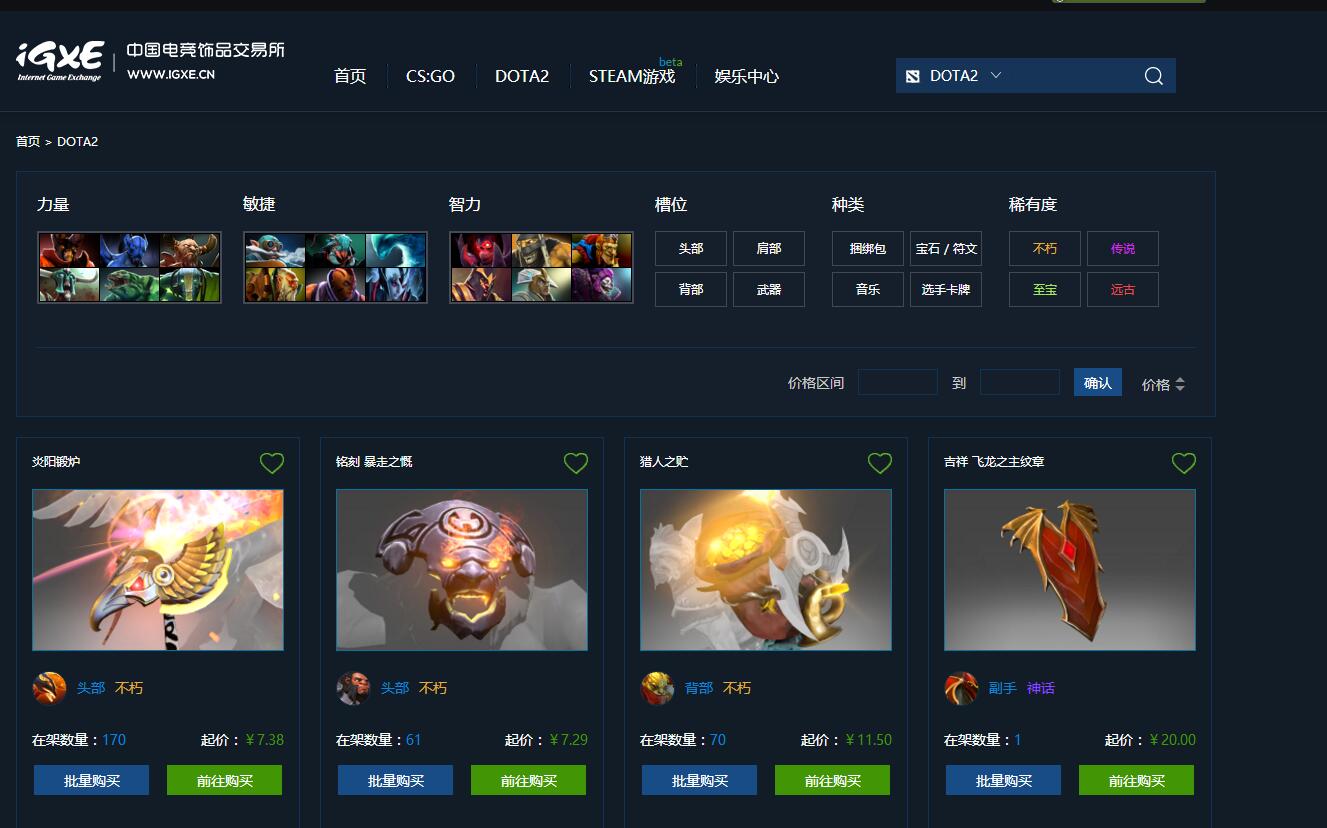 iGXE
Internet Game Exchange
中国电竞饰品交易所
WWW.IGXE.CN
首页
CS:GO
DOTA2
STEAM游戏
beta
娱乐中心
DOTA2
首页 > DOTA2
力量
敏捷
智力
槽位
种类
稀有度
头部
肩部
捆绑包
宝石 / 符文
不朽
传说
背部
武器
音乐
选手卡牌
至宝
远古
价格区间
到
确认
价格
炎阳锻炉
头部 不朽
在架数量：170
起价：￥7.38
批量购买
前往购买
铭刻 暴走之慨
头部 不朽
在架数量：61
起价：￥7.29
批量购买
前往购买
猎人之贮
背部 不朽
在架数量：70
起价：￥11.50
批量购买
前往购买
吉祥 飞龙之主纹章
副手 神话
在架数量：1
起价：￥20.00
批量购买
前往购买